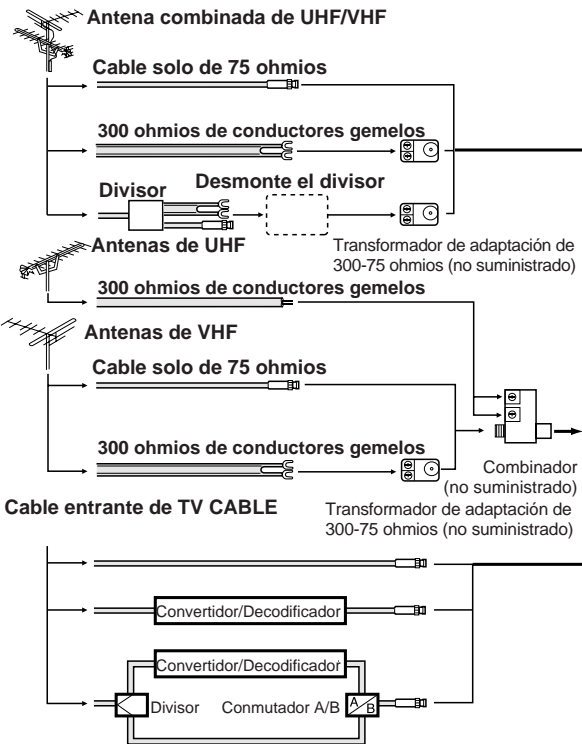 Antena combinada de UHF/VHF
Cable solo de 75 ohmios
300 ohmios de conductores gemelos
Divisor
Desmonte el divisor
Transformador de adaptación de
300-75 ohmios (no suministrado)
Antenas de UHF
300 ohmios de conductores gemelos
Antenas de VHF
Cable solo de 75 ohmios
300 ohmios de conductores gemelos
Combinador
(no suministrado)
Transformador de adaptación de
300-75 ohmios (no suministrado)
Cable entrante de TV CABLE
Convertidor/Decodificador
Convertidor/Decodificador
Divisor
Conmutador A/B
A
B